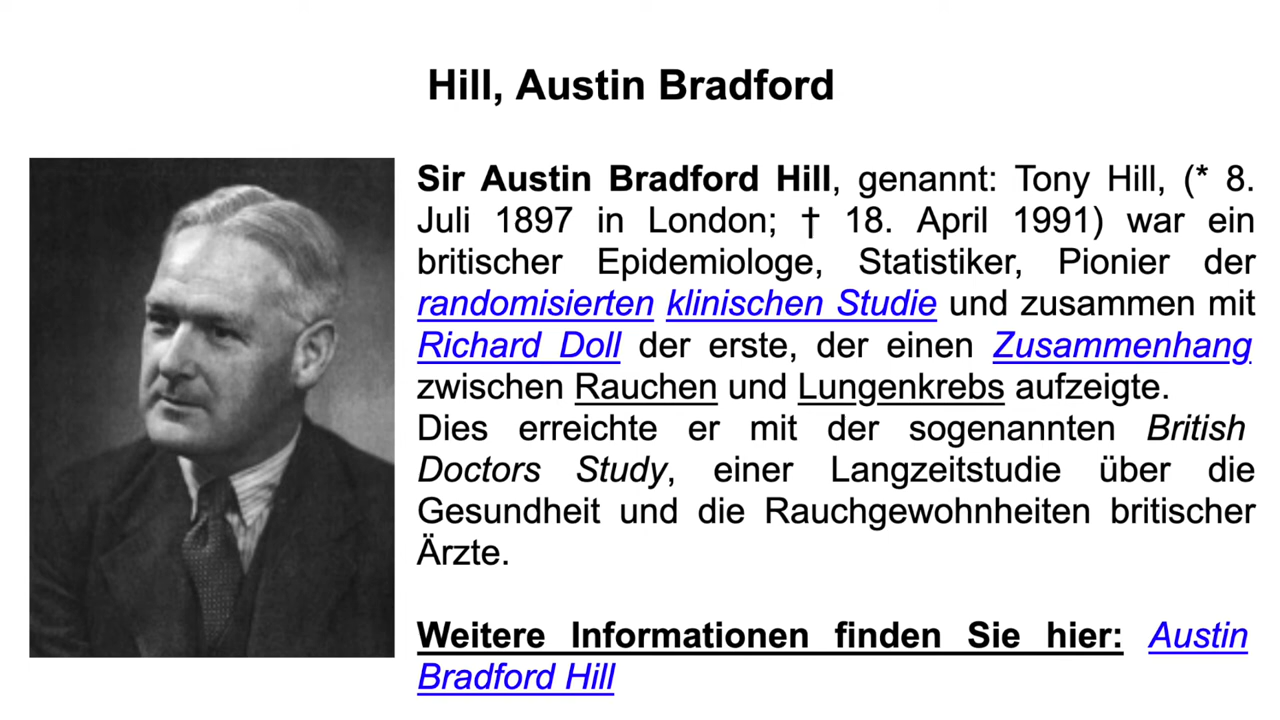 Hill, Austin Bradford
Sir Austin Bradford Hill, genannt: Tony Hill, (* 8.
Juli 1897 in London; † 18. April 1991) war ein
britischer Epidemiologe, Statistiker, Pionier der
randomisierten klinischen Studie und zusammen mit
Richard Doll der erste, der einen Zusammenhang
zwischen Rauchen und Lungenkrebs aufzeigte.
Dies erreichte er mit der sogenannten British
Doctors Study, einer Langzeitstudie über die
Gesundheit und die Rauchgewohnheiten britischer
Ärzte.
Weitere Informationen finden Sie hier: Austin
Bradford Hill